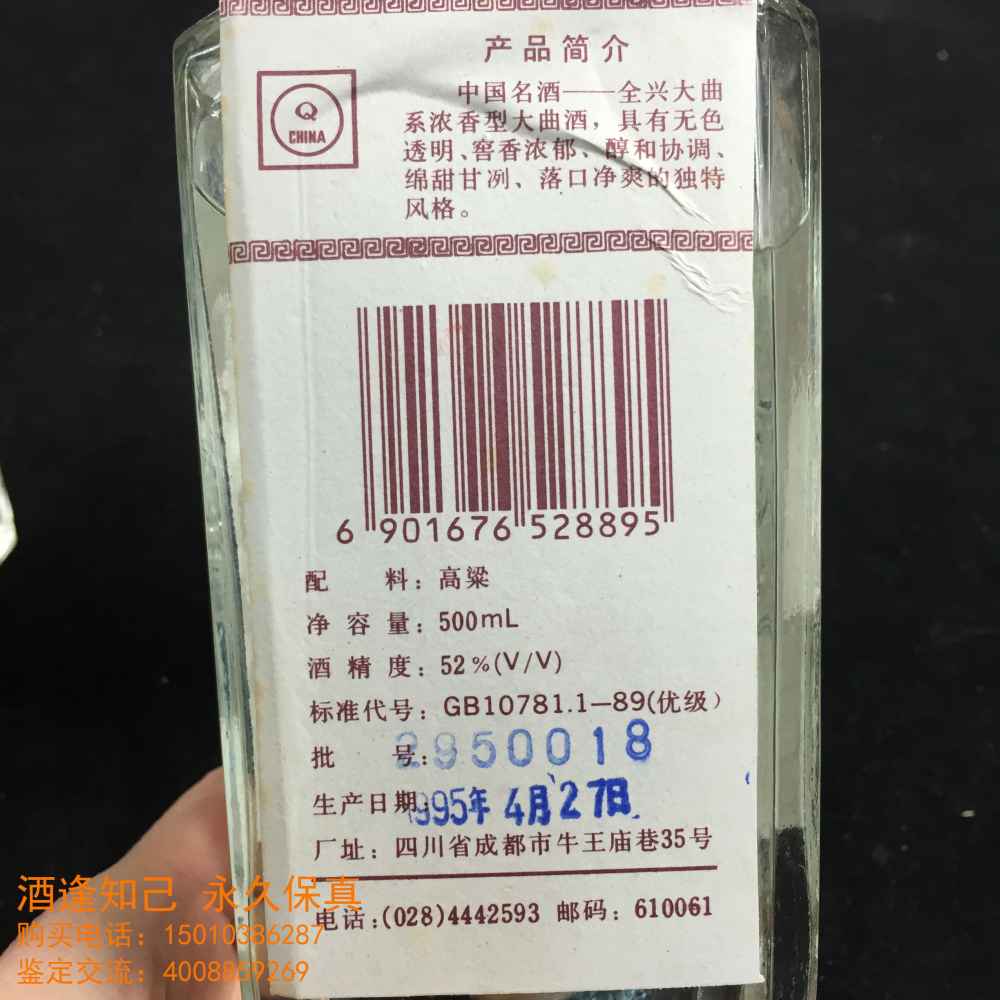 产品简介
Q
CHINA
中国名酒——全兴大曲
系浓香型大曲酒，具有无色
透明、窖香浓郁、醇和协调、
绵甜甘洌、落口净爽的独特
风格。
6 901676 528895
配 料：高粱
净 容 量：500mL
酒 精 度：52%(V/V)
标准代号：GB10781.1—89(优级)
批 号：2950018
生产日期：995年4月27日
厂址：四川省成都市牛王庙巷35号
电话：(028)4442593 邮码：610061
酒逢知己 永久保真
购买电话：15010386287
鉴定交流：4008859269